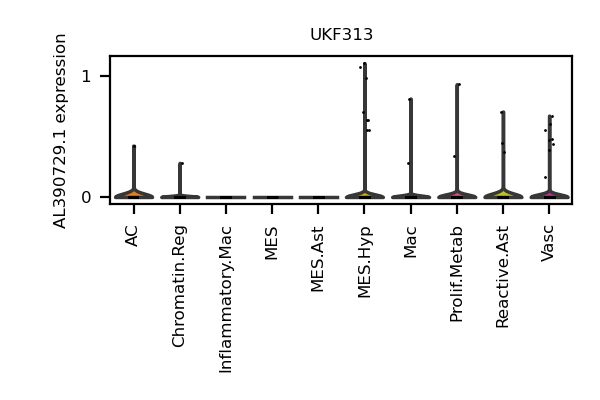 UKF313
AL390729.1 expression
1
0
AC
Chromatin.Reg
Inflammatory.Mac
MES
MES.Ast
MES.Hyp
Mac
Prolif.Metab
Reactive.Ast
Vasc